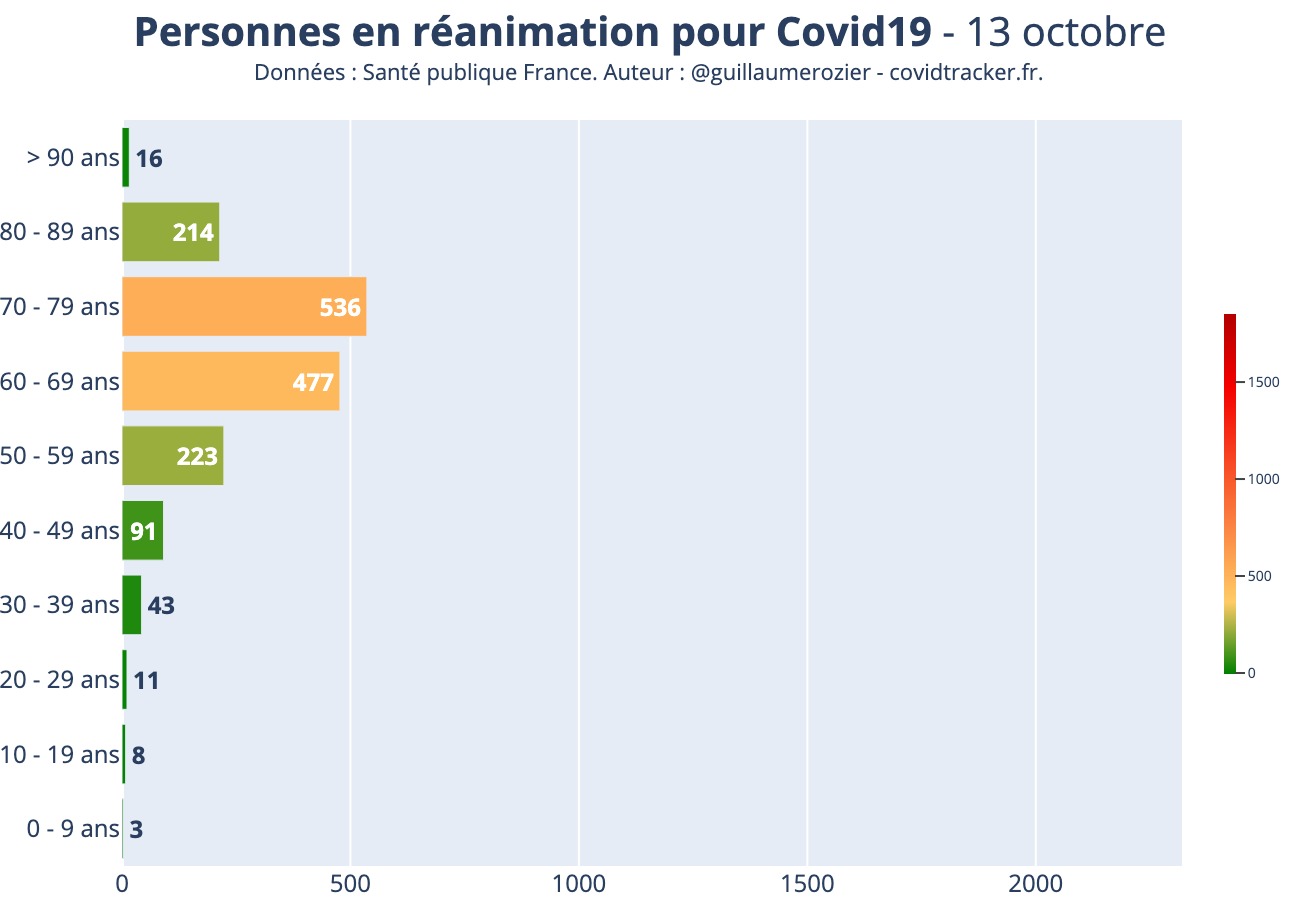 Personnes en réanimation pour Covid19 - 13 octobre
Données : Santé publique France. Auteur : @guillaumerozier - covidtracker.fr.
> 90 ans 16
80 - 89 ans 214
70 - 79 ans 536
60 - 69 ans 477
50 - 59 ans 223
40 - 49 ans 91
30 - 39 ans 43
20 - 29 ans 11
10 - 19 ans 8
0 - 9 ans 3
0 500 1000 1500 2000
1500
1000
500
0